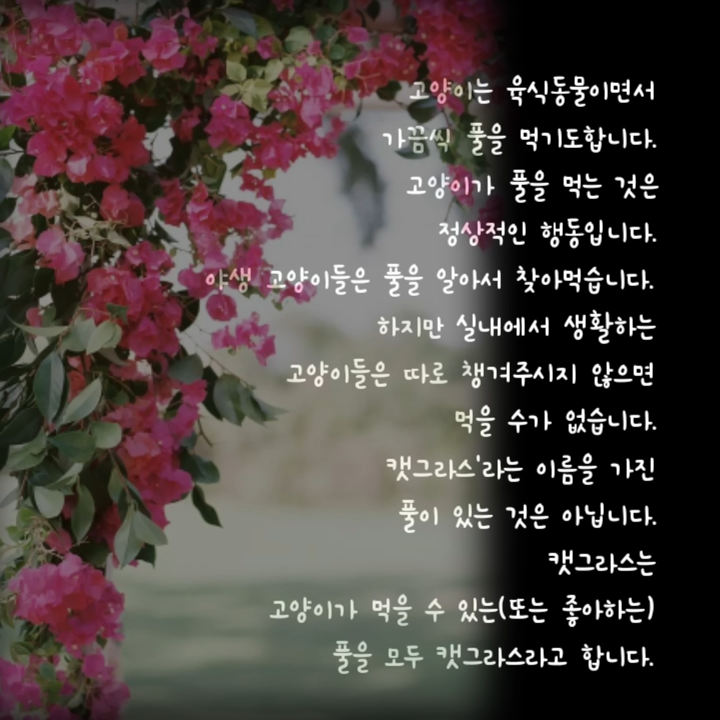 고양이는 육식동물이면서
가끔씩 풀을 먹기도합니다.
고양이가 풀을 먹는 것은
정상적인 행동입니다.
야생 고양이들은 풀을 알아서 찾아먹습니다.
하지만 실내에서 생활하는
고양이들은 따로 챙겨주시지 않으면
먹을 수가 없습니다.
캣그라스'라는 이름을 가진
풀이 있는 것은 아닙니다.
캣그라스는
고양이가 먹을 수 있는(또는 좋아하는)
풀을 모두 캣그라스라고 합니다.